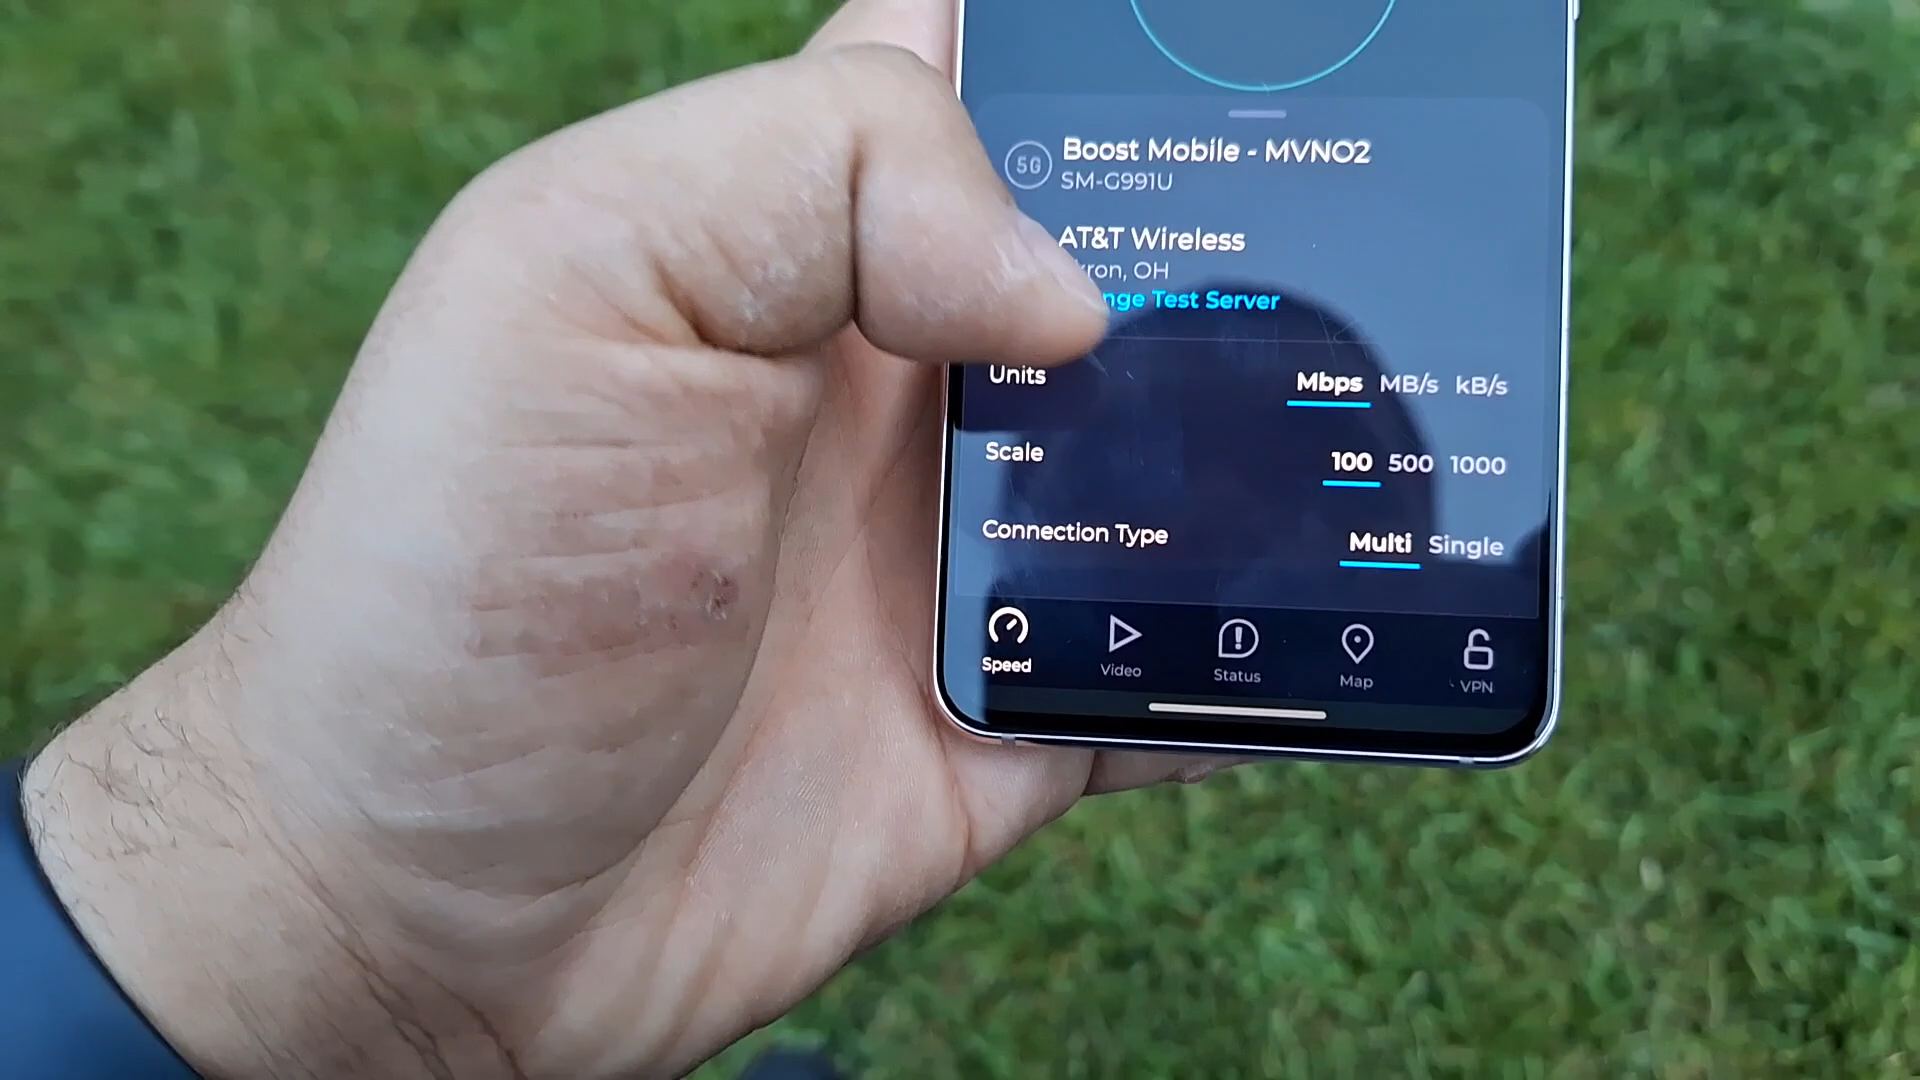 5G
Boost Mobile - MVNO2
SM-G991U
AT&T Wireless
kron, OH
nge Test Server
Units Mbps MB/s kB/s
Scale 100 500 1000
Connection Type Multi Single
Speed Video Status Map VPN